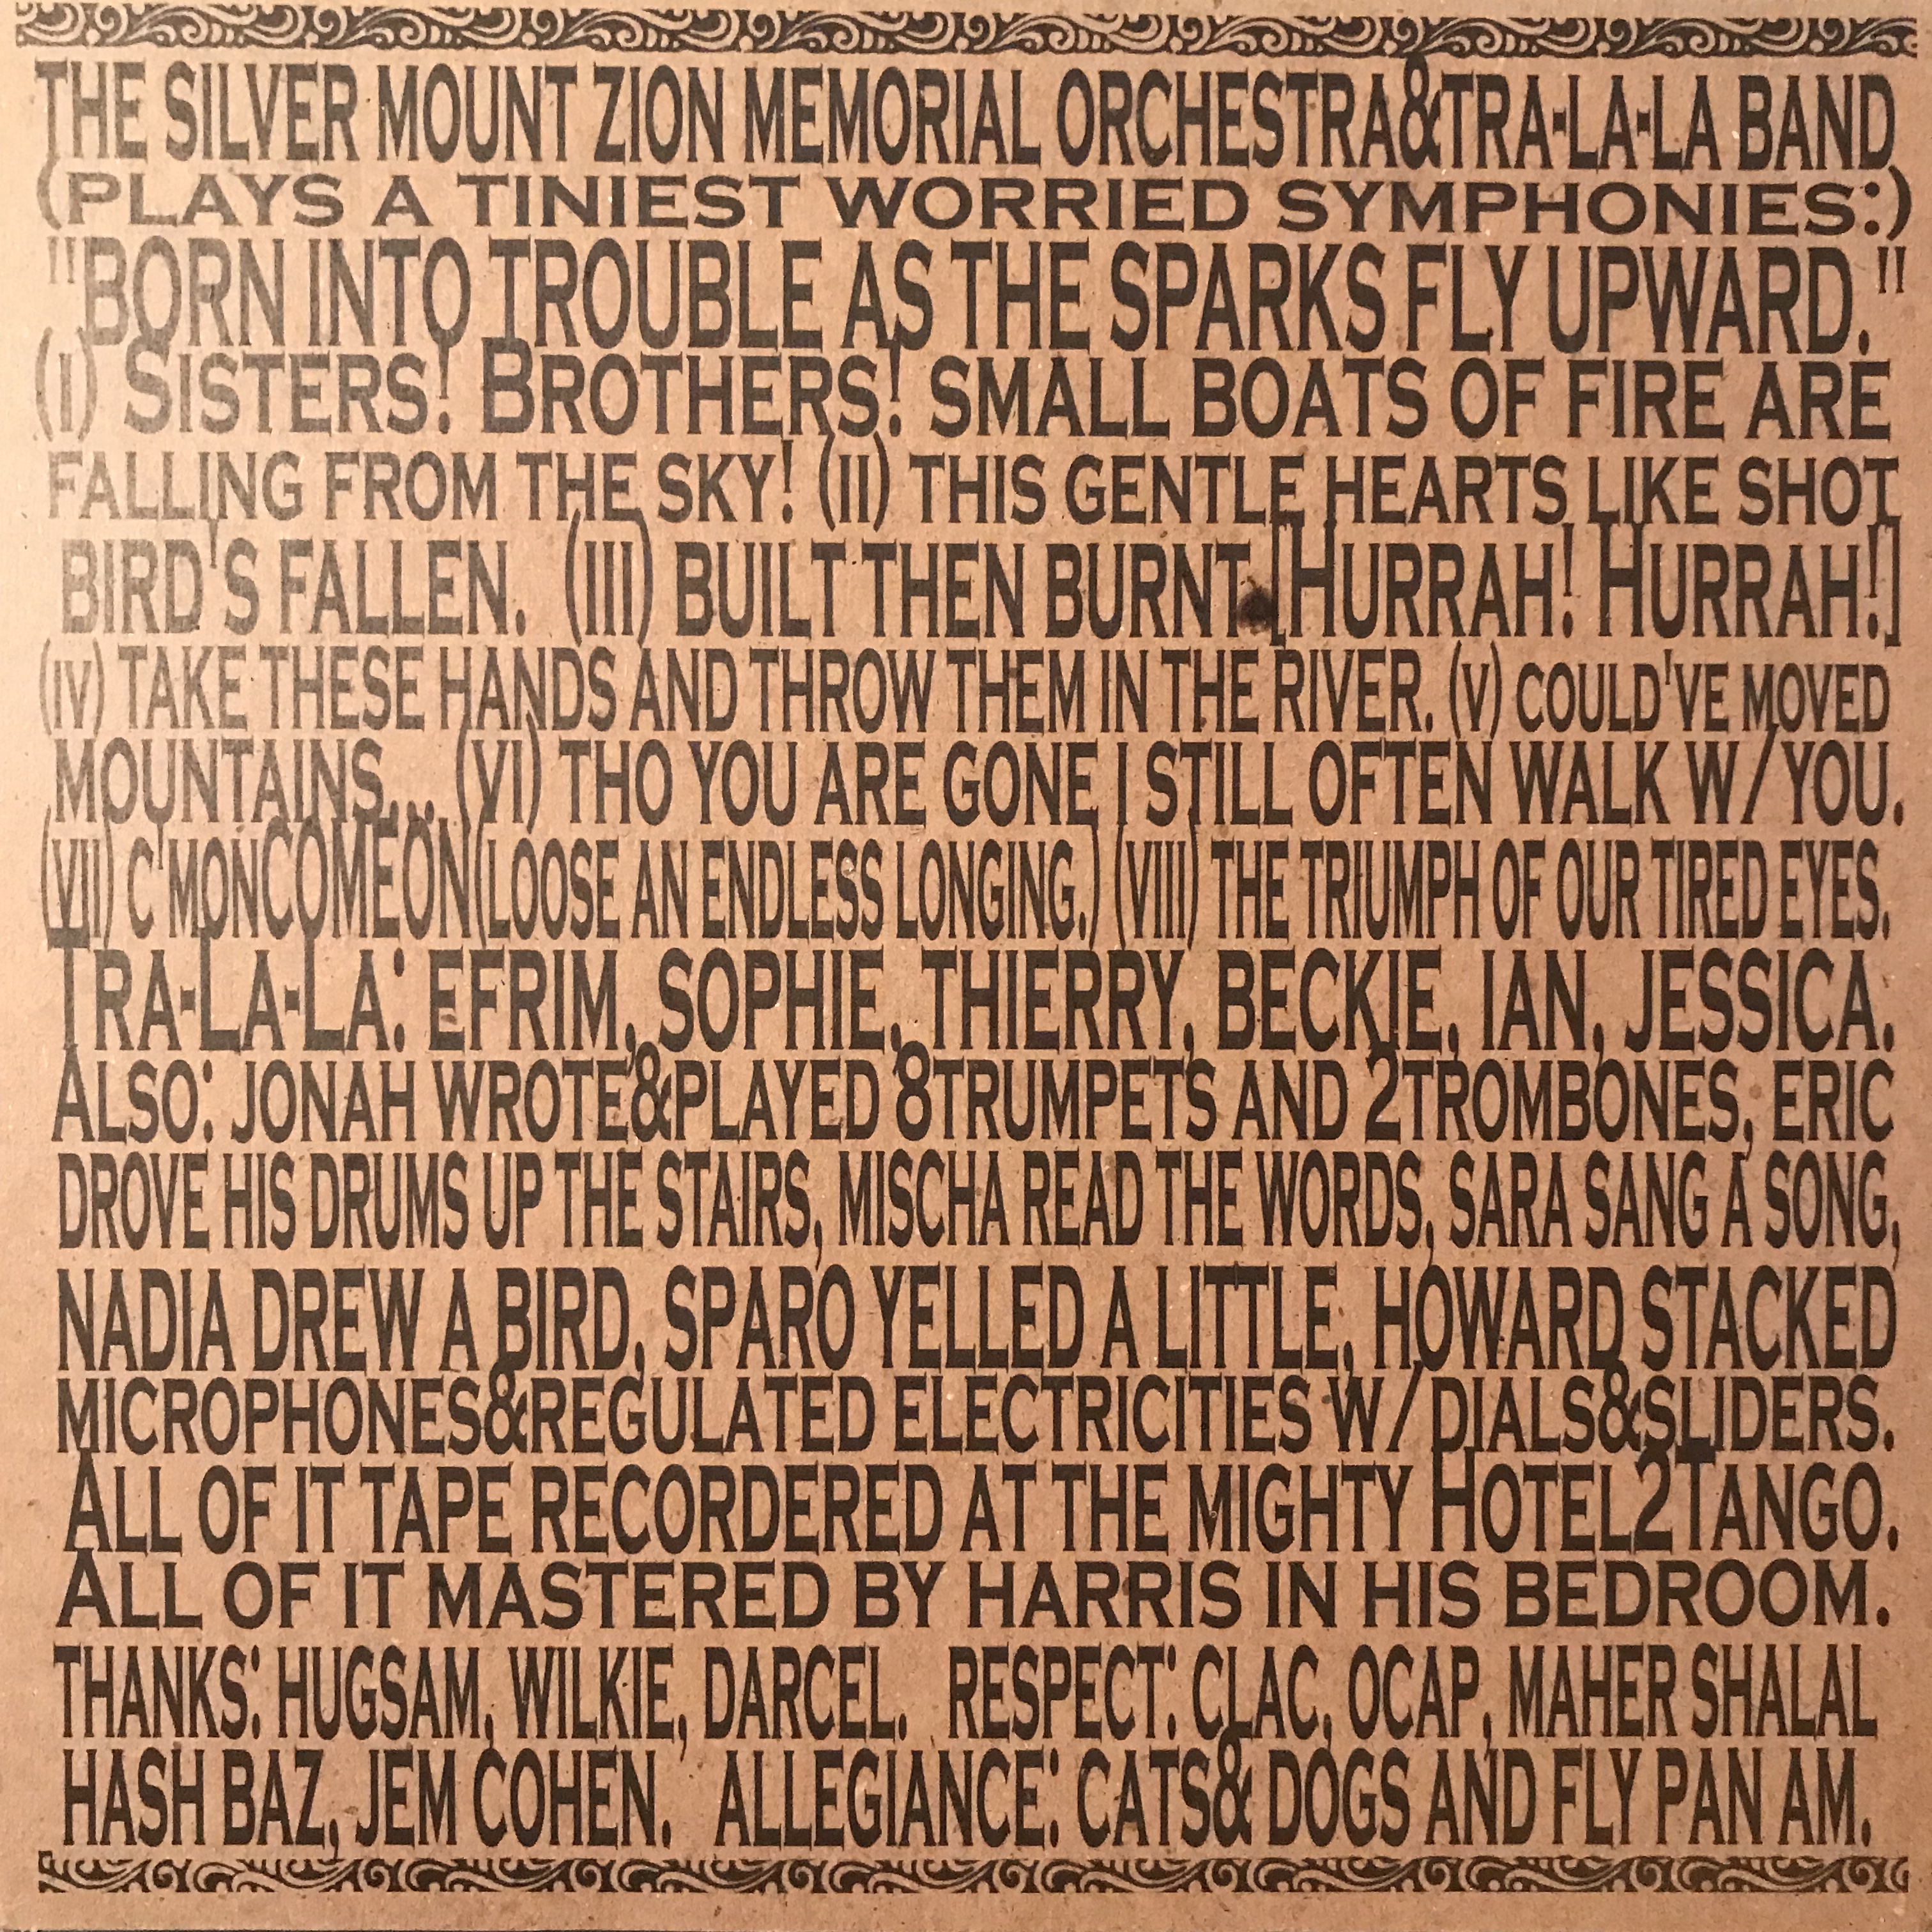 THE SILVER MOUNT ZION MEMORIAL ORCHESTRA&TRA-LA-LA BAND
(PLAYS A TINIEST WORRIED SYMPHONIES:)
"BORN INTO TROUBLE AS THE SPARKS FLY UPWARD."
(I) SISTERS! BROTHERS! SMALL BOATS OF FIRE ARE
FALLING FROM THE SKY! (II) THIS GENTLE HEARTS LIKE SHOT
BIRD'S FALLEN. (III) BUILT THEN BURNT [HURRAH! HURRAH!]
(IV) TAKE THESE HANDS AND THROW THEM IN THE RIVER. (V) COULD'VE MOVED
MOUNTAINS... (VI) THO YOU ARE GONE I STILL OFTEN WALK W/YOU.
(VII) C'MONCOMEON(LOOSE AN ENDLESS LONGING.) (VIII) THE TRIUMPH OF OUR TIRED EYES.
TRA-LA-LA: EFRIM, SOPHIE, THIERRY, BECKIE, IAN, JESSICA.
ALSO: JONAH WROTE&PLAYED 8TRUMPETS AND 2TROMBONES, ERIC
DROVE HIS DRUMS UP THE STAIRS, MISCHA READ THE WORDS, SARA SANG A SONG,
NADIA DREW A BIRD, SPARO YELLED A LITTLE, HOWARD STACKED
MICROPHONES&REGULATED ELECTRICITIES W/DIALS&SLIDERS.
ALL OF IT TAPE RECORDERED AT THE MIGHTY HOTEL2TANGO.
ALL OF IT MASTERED BY HARRIS IN HIS BEDROOM.
THANKS: HUGSAM, WILKIE, DARCEL. RESPECT: CLAC, OCAP, MAHER SHALAL
HASH BAZ, JEM COHEN. ALLEGIANCE: CATS& DOGS AND FLY PAN AM.